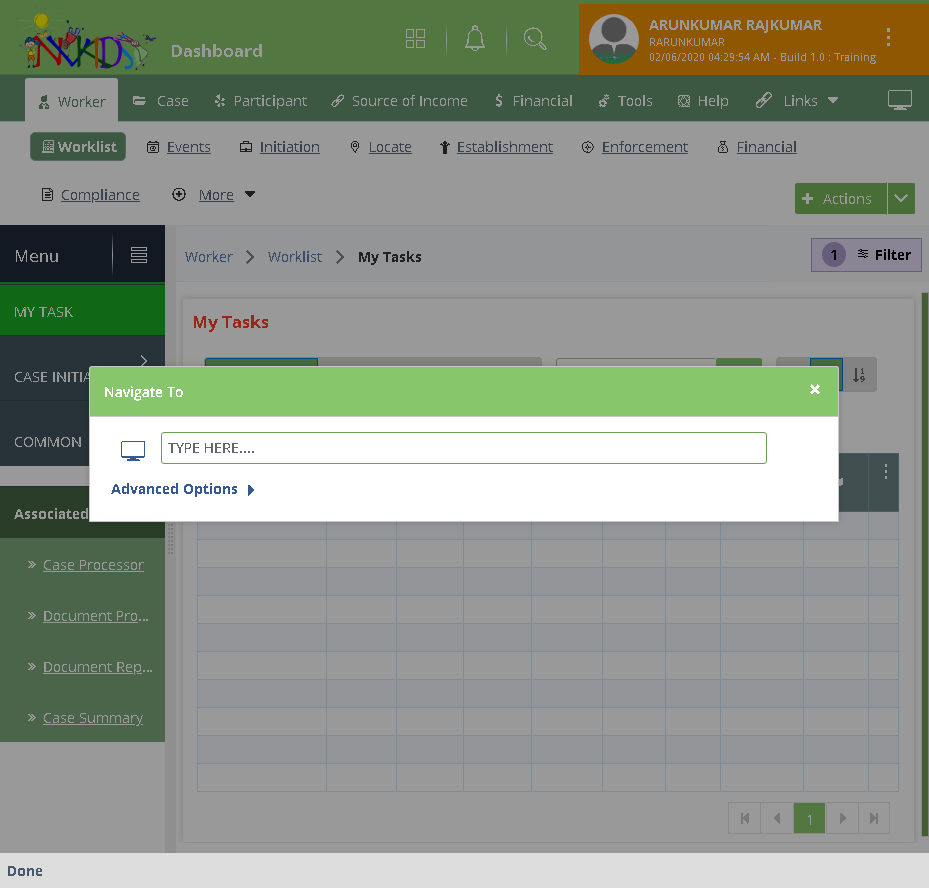 NKKDS
Dashboard
ARUNKUMAR RAJKUMAR
RARUNKUMAR
02/06/2020 04:29:54 AM - Build 1.0 : Training
Worker
Case
Participant
Source of Income
$ Financial
Tools
Help
Links
Worklist
Events
Initiation
Locate
Establishment
Enforcement
Financial
Compliance
More
Actions
Menu
Worker > Worklist > My Tasks
1 Filter
MY TASK
My Tasks
CASE INITIA
Navigate To
TYPE HERE....
COMMON
Advanced Options
Associated
Case Processor
Document Pro...
Document Rep...
Case Summary
1
Done